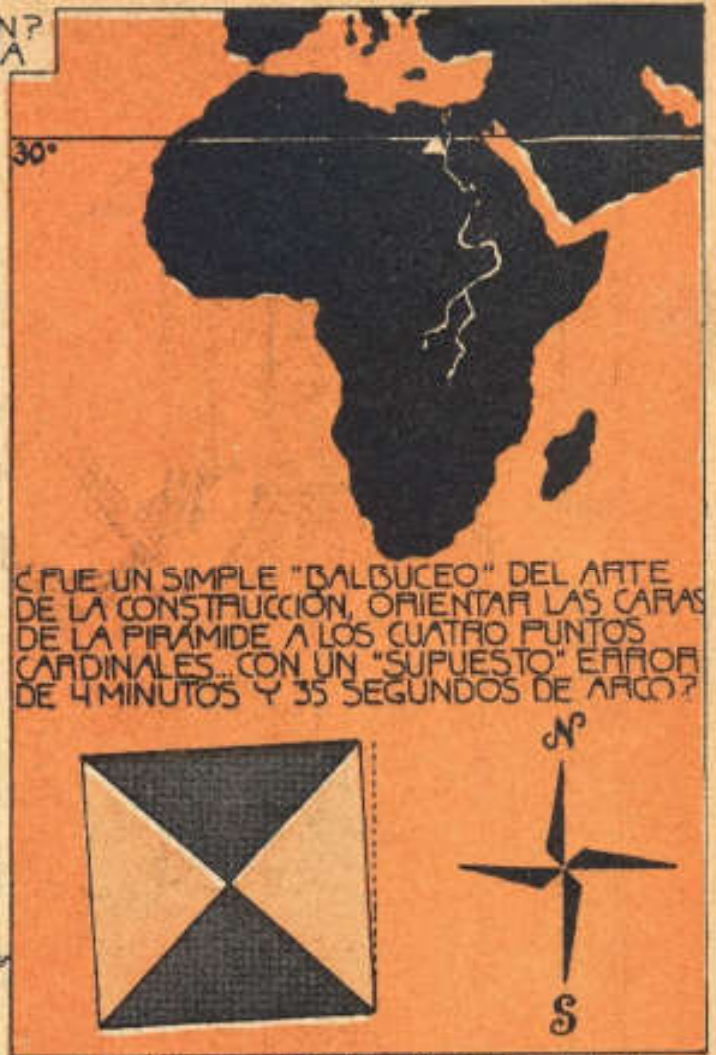 N?
A
30°
¿FUE UN SIMPLE "BALBUCEO" DEL ARTE
DE LA CONSTRUCCIÓN, ORIENTAR LAS CARAS
DE LA PIRÁMIDE A LOS CUATRO PUNTOS
CARDINALES...CON UN "SUPUESTO" ERROR
DE 4 MINUTOS Y 35 SEGUNDOS DE ARCO?
N
S